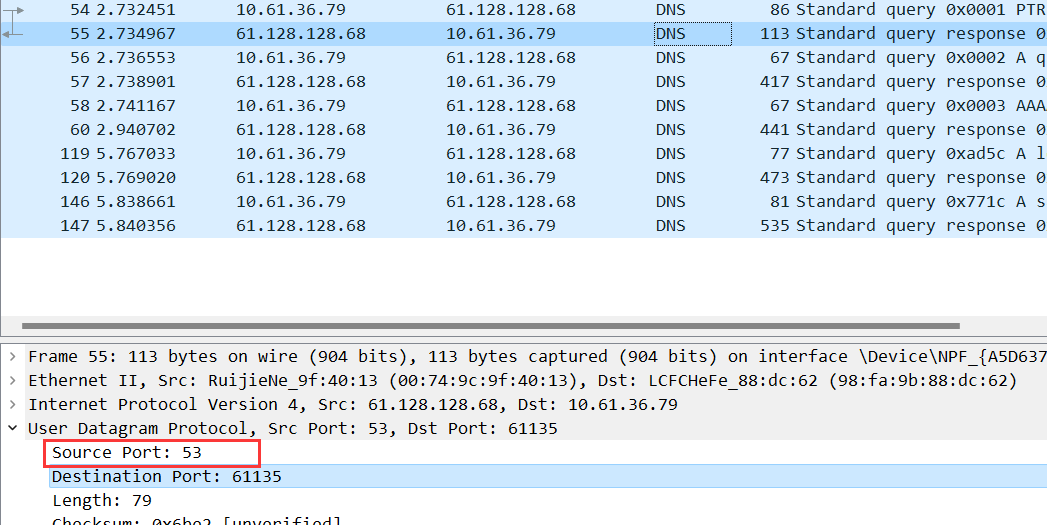 54 2.732451 10.61.36.79 61.128.128.68 DNS 86 Standard query 0x0001 PTR
55 2.734967 61.128.128.68 10.61.36.79 DNS 113 Standard query response 0
56 2.736553 10.61.36.79 61.128.128.68 DNS 67 Standard query 0x0002 A q
57 2.738901 61.128.128.68 10.61.36.79 DNS 417 Standard query response 0
58 2.741167 10.61.36.79 61.128.128.68 DNS 67 Standard query 0x0003 AAA
60 2.940702 61.128.128.68 10.61.36.79 DNS 441 Standard query response 0
119 5.767033 10.61.36.79 61.128.128.68 DNS 77 Standard query 0xad5c A l
120 5.769020 61.128.128.68 10.61.36.79 DNS 473 Standard query response 0
146 5.838661 10.61.36.79 61.128.128.68 DNS 81 Standard query 0x771c A s
147 5.840356 61.128.128.68 10.61.36.79 DNS 535 Standard query response 0
Frame 55: 113 bytes on wire (904 bits), 113 bytes captured (904 bits) on interface \Device\NPF_{A5D637
Ethernet II, Src: RuijieNe_9f:40:13 (00:74:9c:9f:40:13), Dst: LCFCHeFe_88:dc:62 (98:fa:9b:88:dc:62)
Internet Protocol Version 4, Src: 61.128.128.68, Dst: 10.61.36.79
User Datagram Protocol, Src Port: 53, Dst Port: 61135
Source Port: 53
Destination Port: 61135
Length: 79
Checksum: 0x6be2 [unverified]